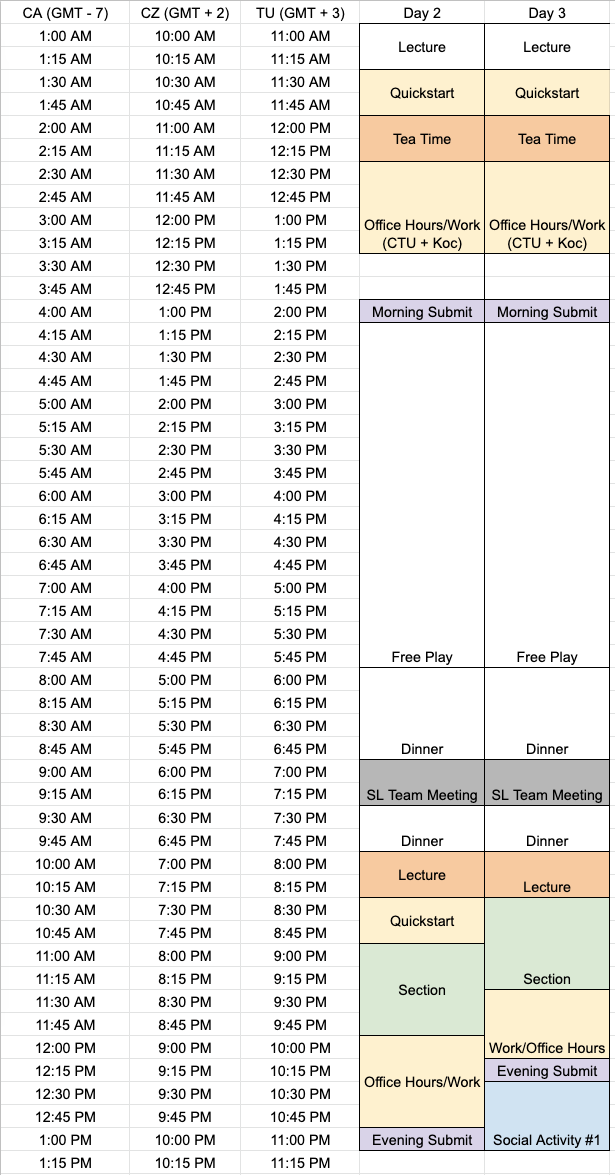 CA (GMT - 7) CZ (GMT + 2) TU (GMT + 3) Day 2 Day 3
1:00 AM 10:00 AM 11:00 AM
Lecture Lecture
1:15 AM 10:15 AM 11:15 AM
1:30 AM 10:30 AM 11:30 AM
Quickstart Quickstart
1:45 AM 10:45 AM 11:45 AM
2:00 AM 11:00 AM 12:00 PM
Tea Time Tea Time
2:15 AM 11:15 AM 12:15 PM
2:30 AM 11:30 AM 12:30 PM
2:45 AM 11:45 AM 12:45 PM
3:00 AM 12:00 PM 1:00 PM Office Hours/Work Office Hours/Work
3:15 AM 12:15 PM 1:15 PM (CTU + Koc) (CTU + Koc)
3:30 AM 12:30 PM 1:30 PM
3:45 AM 12:45 PM 1:45 PM
4:00 AM 1:00 PM 2:00 PM Morning Submit Morning Submit
4:15 AM 1:15 PM 2:15 PM
4:30 AM 1:30 PM 2:30 PM
4:45 AM 1:45 PM 2:45 PM
5:00 AM 2:00 PM 3:00 PM
5:15 AM 2:15 PM 3:15 PM
5:30 AM 2:30 PM 3:30 PM
5:45 AM 2:45 PM 3:45 PM
6:00 AM 3:00 PM 4:00 PM
6:15 AM 3:15 PM 4:15 PM
6:30 AM 3:30 PM 4:30 PM
6:45 AM 3:45 PM 4:45 PM
7:00 AM 4:00 PM 5:00 PM
7:15 AM 4:15 PM 5:15 PM
7:30 AM 4:30 PM 5:30 PM
7:45 AM 4:45 PM 5:45 PM Free Play Free Play
8:00 AM 5:00 PM 6:00 PM
8:15 AM 5:15 PM 6:15 PM
8:30 AM 5:30 PM 6:30 PM
8:45 AM 5:45 PM 6:45 PM Dinner Dinner
9:00 AM 6:00 PM 7:00 PM
9:15 AM 6:15 PM 7:15 PM SL Team Meeting SL Team Meeting
9:30 AM 6:30 PM 7:30 PM
9:45 AM 6:45 PM 7:45 PM Dinner Dinner
10:00 AM 7:00 PM 8:00 PM
Lecture
10:15 AM 7:15 PM 8:15 PM Lecture
10:30 AM 7:30 PM 8:30 PM
Quickstart
10:45 AM 7:45 PM 8:45 PM
11:00 AM 8:00 PM 9:00 PM
11:15 AM 8:15 PM 9:15 PM Section
Section
11:30 AM 8:30 PM 9:30 PM
11:45 AM 8:45 PM 9:45 PM
12:00 PM 9:00 PM 10:00 PM Work/Office Hours
12:15 PM 9:15 PM 10:15 PM Evening Submit
Office Hours/Work
12:30 PM 9:30 PM 10:30 PM
12:45 PM 9:45 PM 10:45 PM
1:00 PM 10:00 PM 11:00 PM Evening Submit Social Activity #1
1:15 PM 10:15 PM 11:15 PM